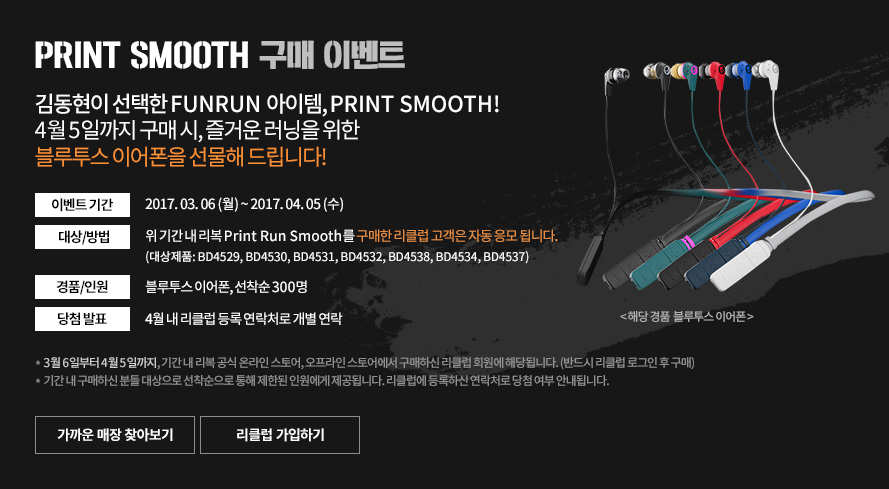 PRINT SMOOTH 구매 이벤트
김동현이 선택한 FUNRUN 아이템, PRINT SMOOTH!
4월 5일까지 구매 시, 즐거운 러닝을 위한
블루투스 이어폰을 선물해 드립니다!
이벤트 기간 2017. 03. 06 (월) ~ 2017. 04. 05 (수)
대상/방법 위 기간 내 리복 Print Run Smooth를 구매한 리클럽 고객은 자동 응모 됩니다.
(대상제품: BD4529, BD4530, BD4531, BD4532, BD4538, BD4534, BD4537)
경품/인원 블루투스 이어폰, 선착순 300명
당첨 발표 4월 내 리클럽 등록 연락처로 개별 연락
<해당 경품 블루투스 이어폰>
* 3월 6일부터 4월 5일까지, 기간 내 리복 공식 온라인 스토어, 오프라인 스토어에서 구매하신 리클럽 회원에 해당됩니다. (반드시 리클럽 로그인 후 구매)
* 기간 내 구매하신 분들 대상으로 선착순으로 통해 제한된 인원에게 제공됩니다. 리클럽에 등록하신 연락처로 당첨 여부 안내됩니다.
가까운 매장 찾아보기 리클럽 가입하기